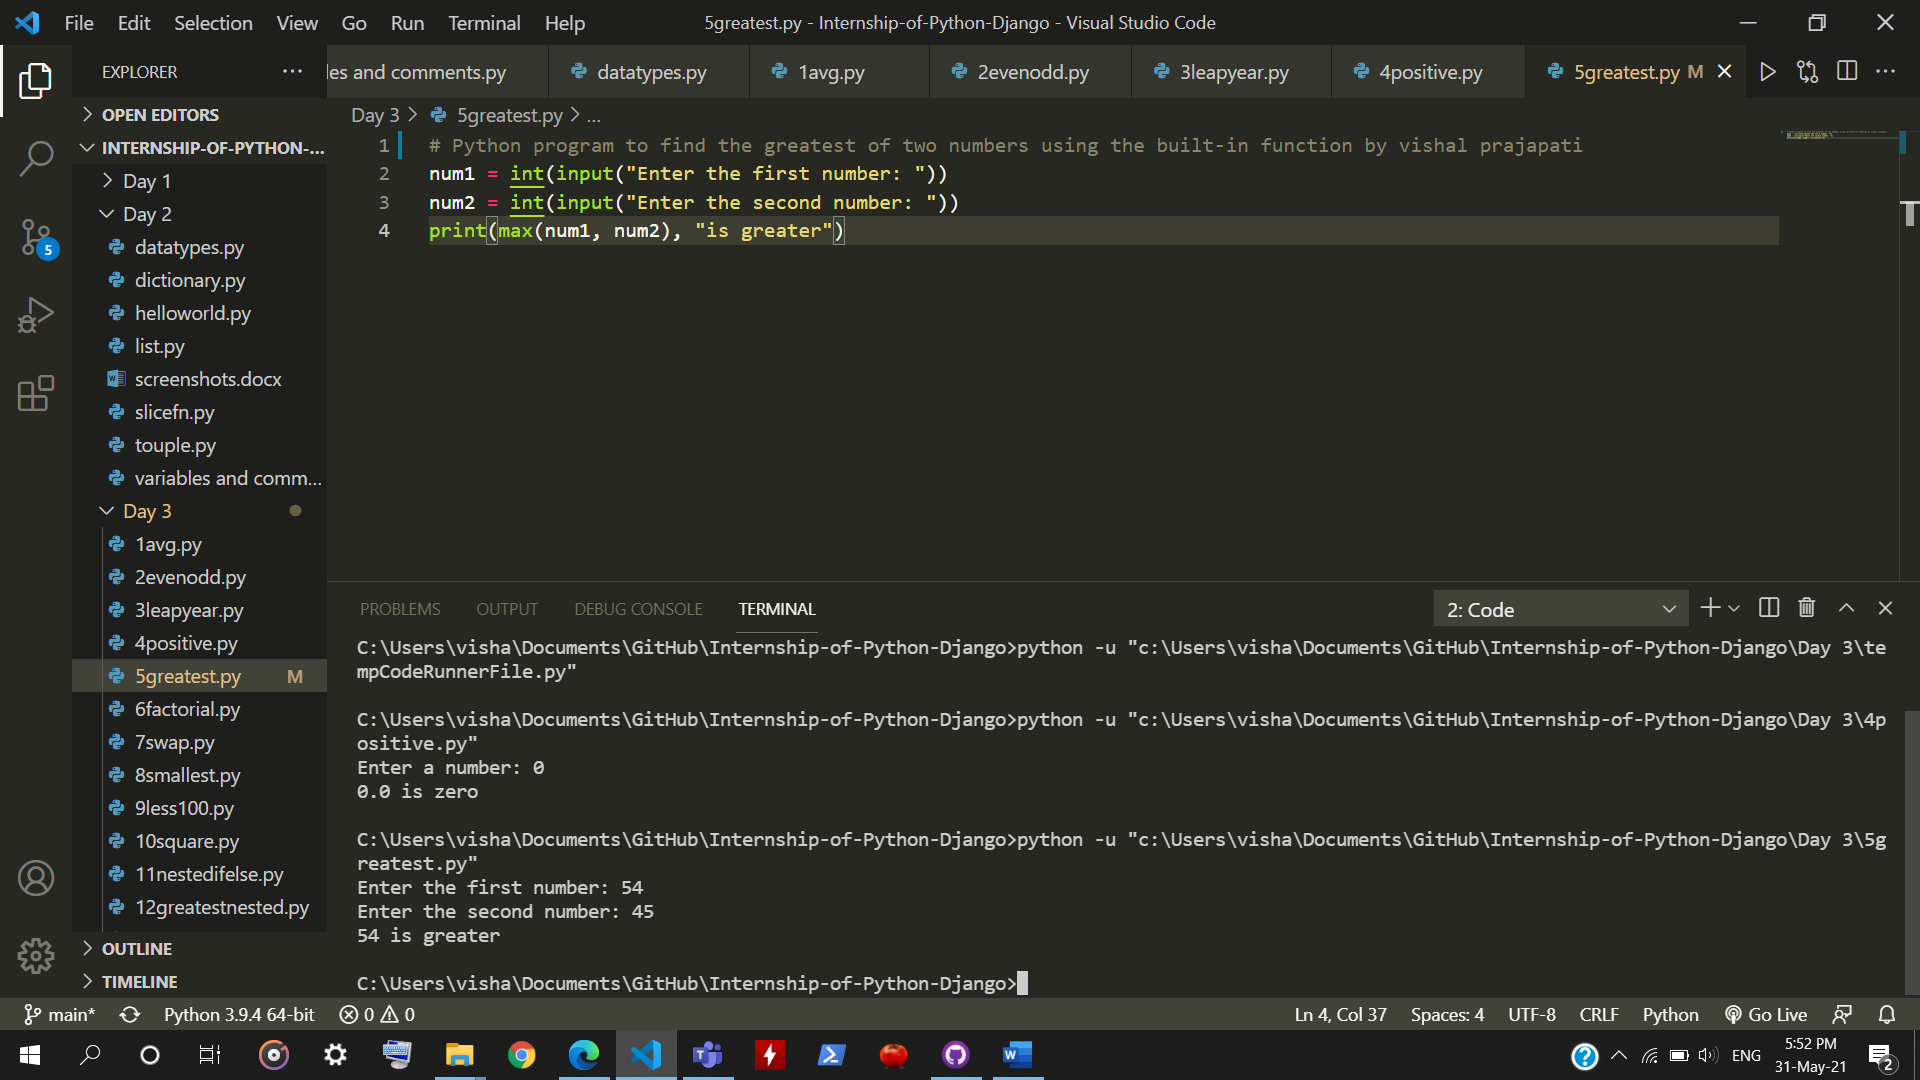 File Edit Selection View Go Run Terminal Help 5greatest.py - Internship-of-Python-Django - Visual Studio Code
EXPLORER
les and comments.py datatypes.py 1avg.py 2evenodd.py 3leapyear.py 4positive.py 5greatest.py M
OPEN EDITORS
INTERNSHIP-OF-PYTHON-...
Day 1
Day 2
datatypes.py
dictionary.py
helloworld.py
list.py
screenshots.docx
slicefn.py
touple.py
variables and comm...
Day 3
1avg.py
2evenodd.py
3leapyear.py
4positive.py
5greatest.py M
6factorial.py
7swap.py
8smallest.py
9less100.py
10square.py
11nestedifelse.py
12greatestnested.py
OUTLINE
TIMELINE
5
Day 3 > 5greatest.py > ...
1 # Python program to find the greatest of two numbers using the built-in function by vishal prajapati
2 num1 = int(input("Enter the first number: "))
3 num2 = int(input("Enter the second number: "))
4 print(max(num1, num2), "is greater")
PROBLEMS OUTPUT DEBUG CONSOLE TERMINAL 2: Code
C:\Users\visha\Documents\GitHub\Internship-of-Python-Django>python -u "c:\Users\visha\Documents\GitHub\Internship-of-Python-Django\Day 3\te
mpCodeRunnerFile.py"
C:\Users\visha\Documents\GitHub\Internship-of-Python-Django>python -u "c:\Users\visha\Documents\GitHub\Internship-of-Python-Django\Day 3\4p
ositive.py"
Enter a number: 0
0.0 is zero
C:\Users\visha\Documents\GitHub\Internship-of-Python-Django>python -u "c:\Users\visha\Documents\GitHub\Internship-of-Python-Django\Day 3\5g
reatest.py"
Enter the first number: 54
Enter the second number: 45
54 is greater
C:\Users\visha\Documents\GitHub\Internship-of-Python-Django>
main* Python 3.9.4 64-bit 0 0 Ln 4, Col 37 Spaces: 4 UTF-8 CRLF Python Go Live
ENG 5:52 PM
31-May-21 2